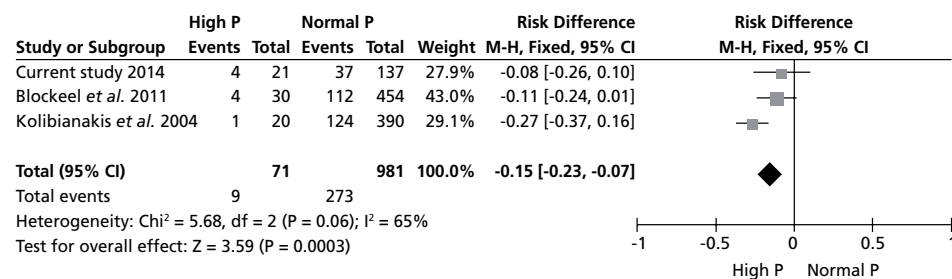 High P Normal P Risk Difference Risk Difference
Study or Subgroup Events Total Events Total Weight M-H, Fixed, 95% CI M-H, Fixed, 95% CI
Current study 2014 4 21 37 137 27.9% -0.08 [-0.26, 0.10]
Blockeel et al. 2011 4 30 112 454 43.0% -0.11 [-0.24, 0.01]
Kolibianakis et al. 2004 1 20 124 390 29.1% -0.27 [-0.37, 0.16]
Total (95% CI) 71 981 100.0% -0.15 [-0.23, -0.07]
Total events 9 273
Heterogeneity: Chi² = 5.68, df = 2 (P = 0.06); I² = 65%
Test for overall effect: Z = 3.59 (P = 0.0003)
-1 -0.5 0 0.5 1
High P Normal P